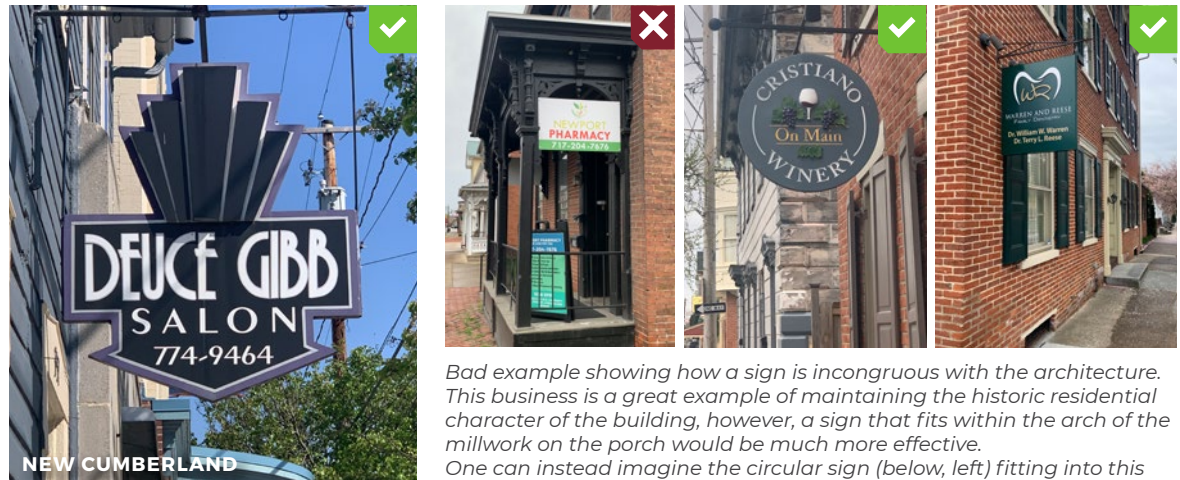 DEUCE GIBB
SALON
774-9464
NEW CUMBERLAND
NEWPORT
PHARMACY
717-204-7676
CRISTIANO
On Main
WINERY
WARREN AND REESE
Dr. William W. Warren
Dr. Terry L. Reese
Bad example showing how a sign is incongruous with the architecture.
This business is a great example of maintaining the historic residential
character of the building, however, a sign that fits within the arch of the
millwork on the porch would be much more effective.
One can instead imagine the circular sign (below, left) fitting into this